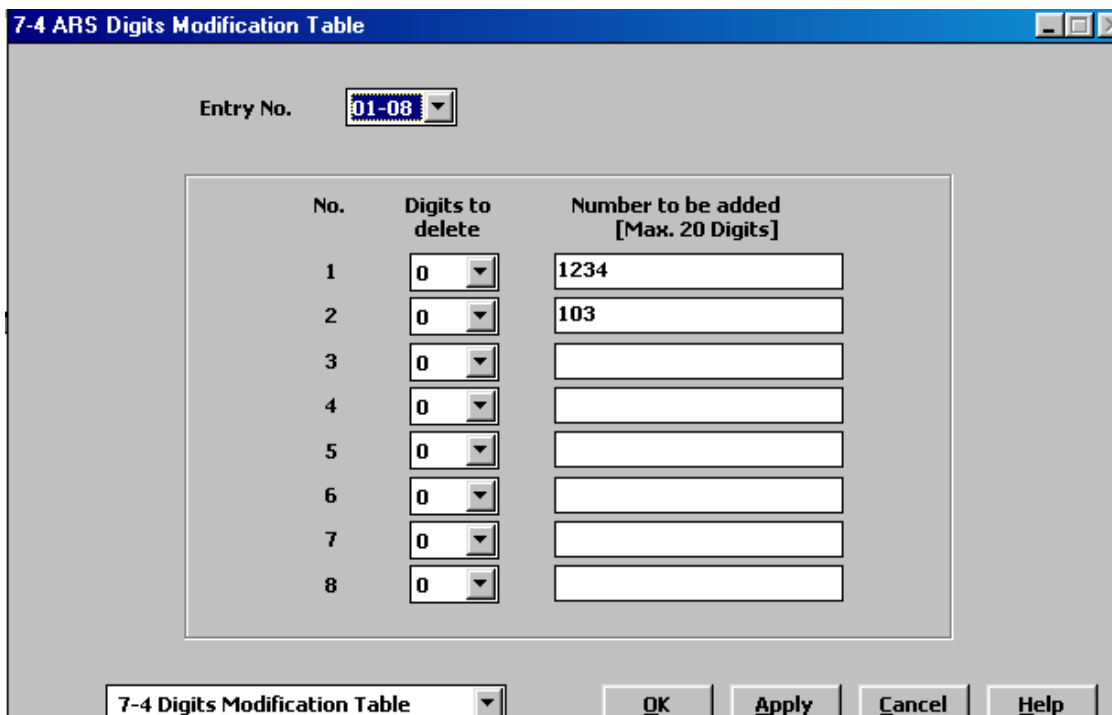 7-4 ARS Digits Modification Table
Entry No. 01-08
No. Digits to delete Number to be added [Max. 20 Digits]
1 0 1234
2 0 103
3 0
4 0
5 0
6 0
7 0
8 0
7-4 Digits Modification Table OK Apply Cancel Help